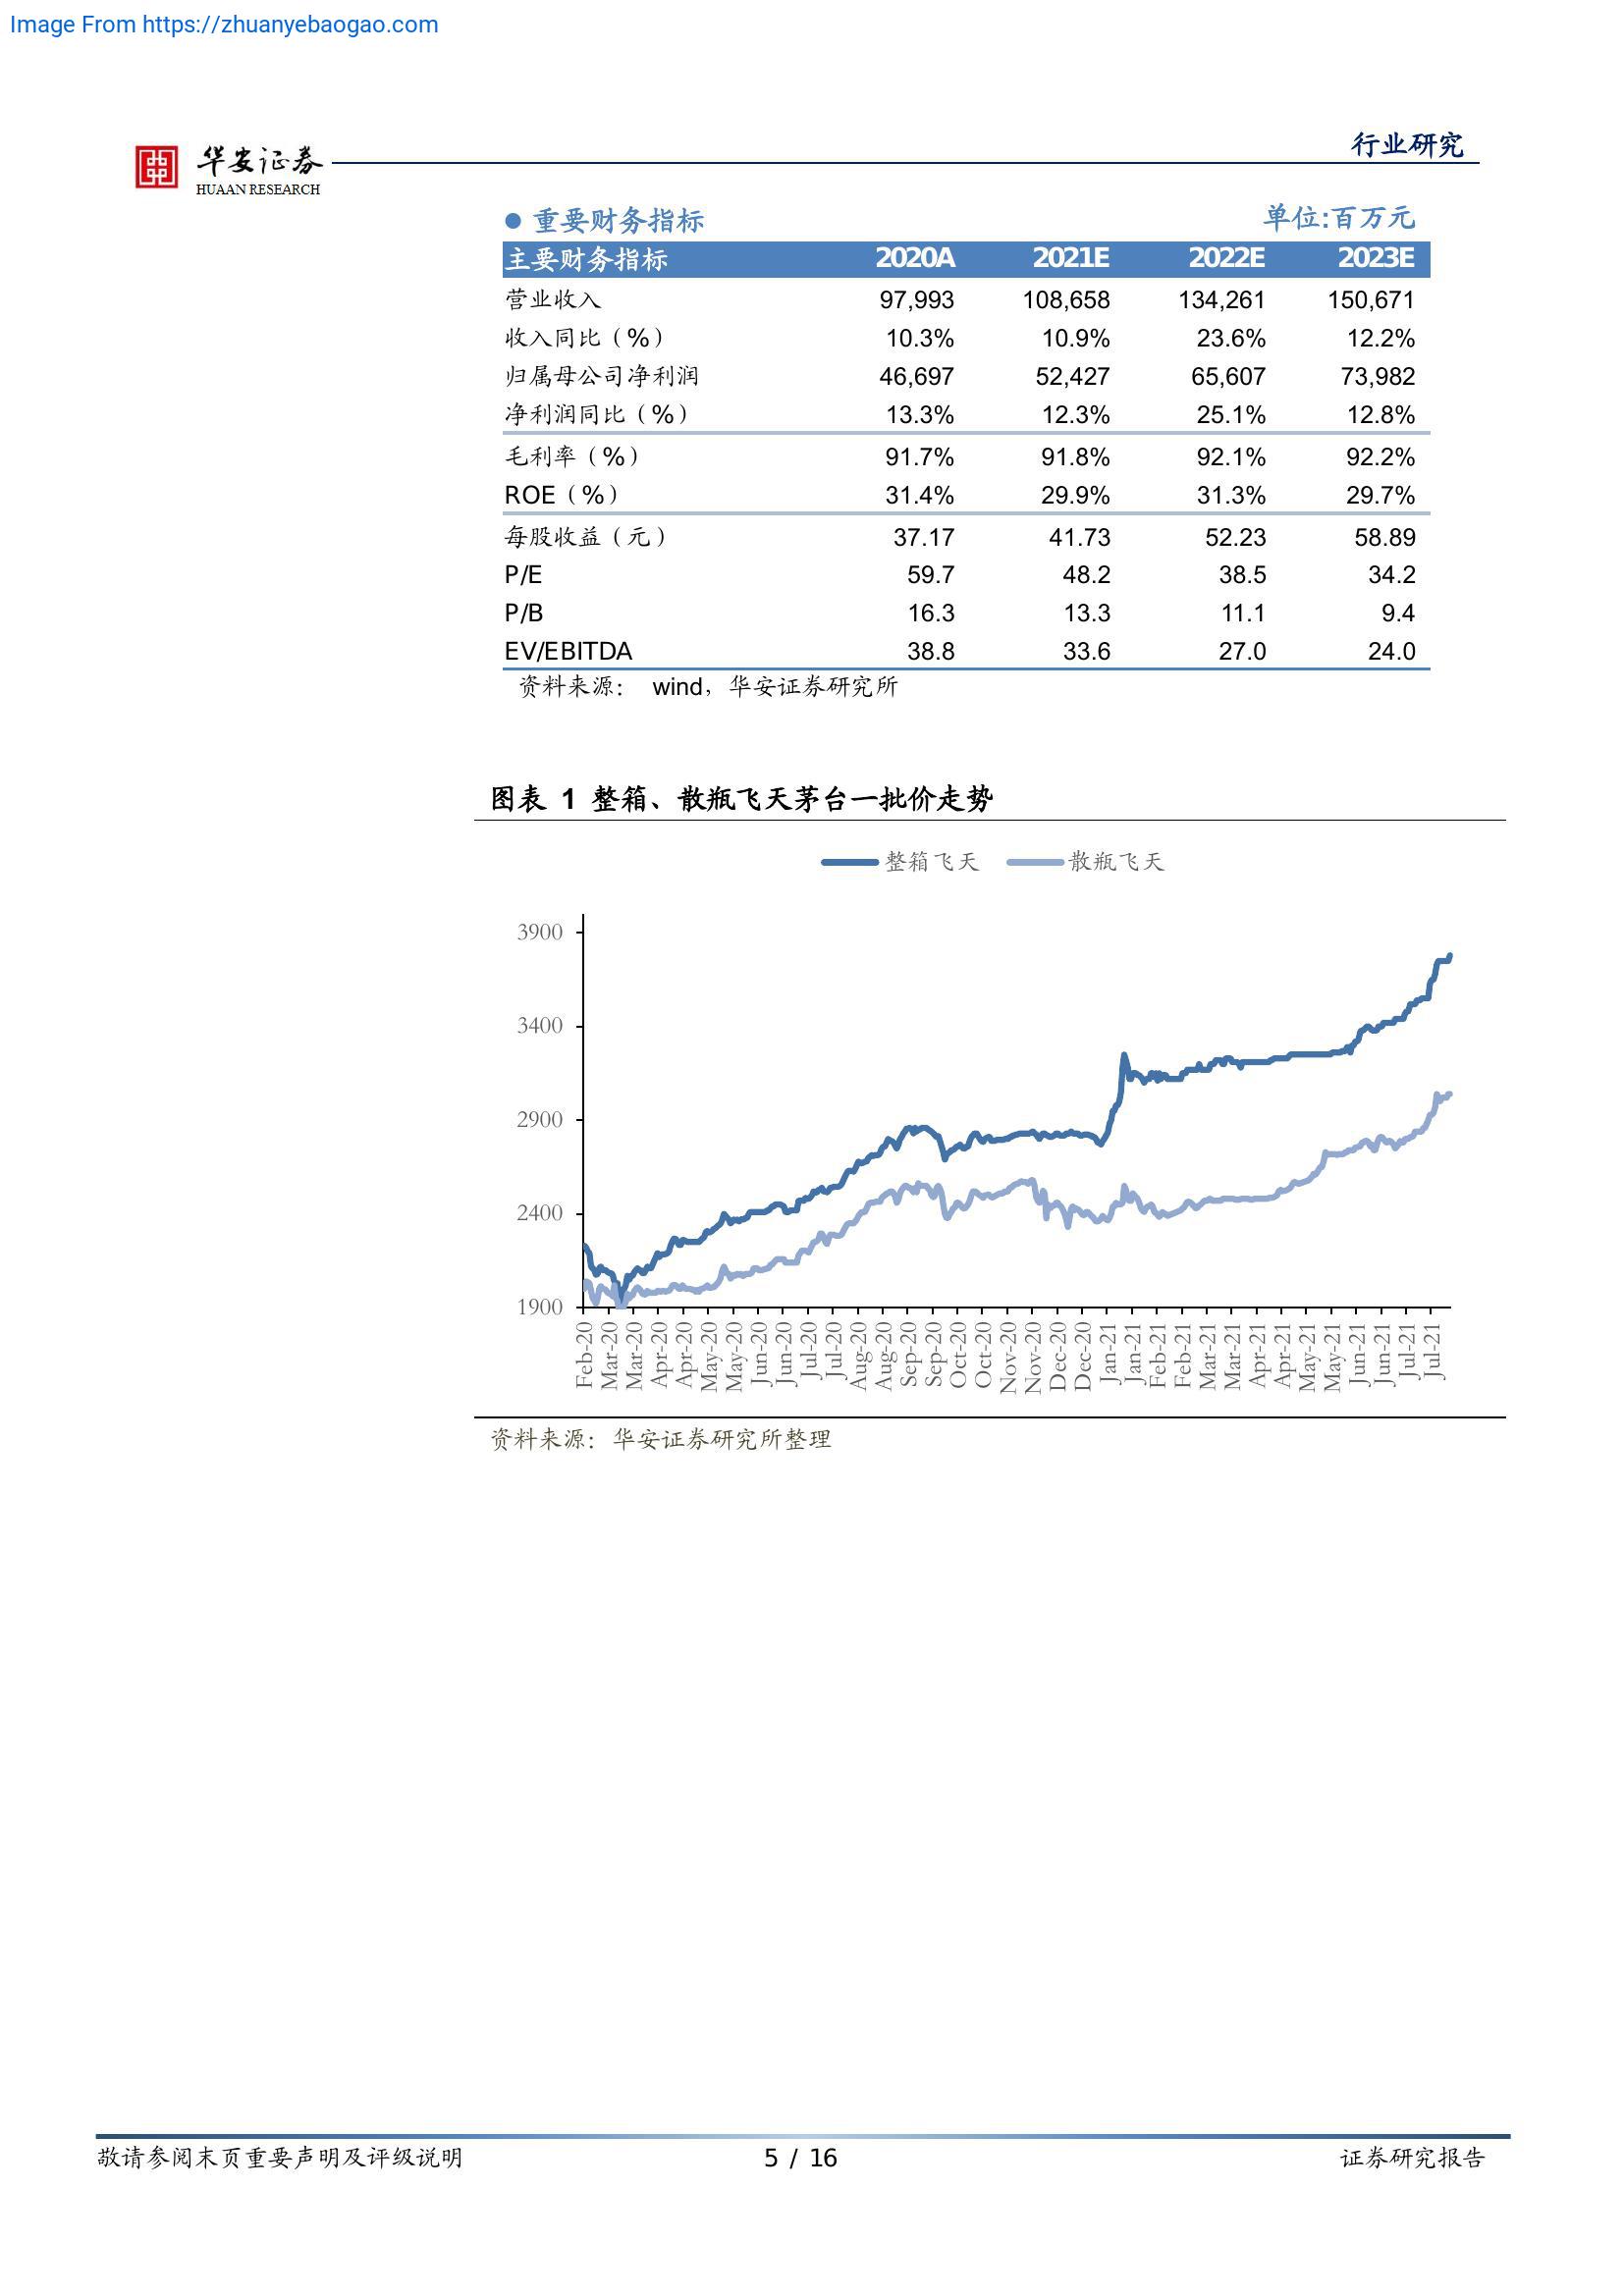 Image From https://zhuanyebaogao.com
华安证券
HUAAN RESEARCH
行业研究
● 重要财务指标 单位:百万元
主要财务指标 2020A 2021E 2022E 2023E
营业收入 97,993 108,658 134,261 150,671
收入同比（%） 10.3% 10.9% 23.6% 12.2%
归属母公司净利润 46,697 52,427 65,607 73,982
净利润同比（%） 13.3% 12.3% 25.1% 12.8%
毛利率（%） 91.7% 91.8% 92.1% 92.2%
ROE（%） 31.4% 29.9% 31.3% 29.7%
每股收益（元） 37.17 41.73 52.23 58.89
P/E 59.7 48.2 38.5 34.2
P/B 16.3 13.3 11.1 9.4
EV/EBITDA 38.8 33.6 27.0 24.0
资料来源： wind，华安证券研究所
图表 1 整箱、散瓶飞天茅台一批价走势
整箱飞天 散瓶飞天
3900
3400
2900
2400
1900
Feb-20 Mar-20 Mar-20 Apr-20 Apr-20 May-20 May-20 Jun-20 Jun-20 Jul-20 Jul-20 Aug-20 Aug-20 Sep-20 Sep-20 Oct-20 Oct-20 Nov-20 Nov-20 Dec-20 Dec-20 Jan-21 Jan-21 Feb-21 Feb-21 Mar-21 Mar-21 Apr-21 Apr-21 May-21 May-21 Jun-21 Jun-21 Jul-21 Jul-21
资料来源：华安证券研究所整理
敬请参阅末页重要声明及评级说明 5 / 16 证券研究报告